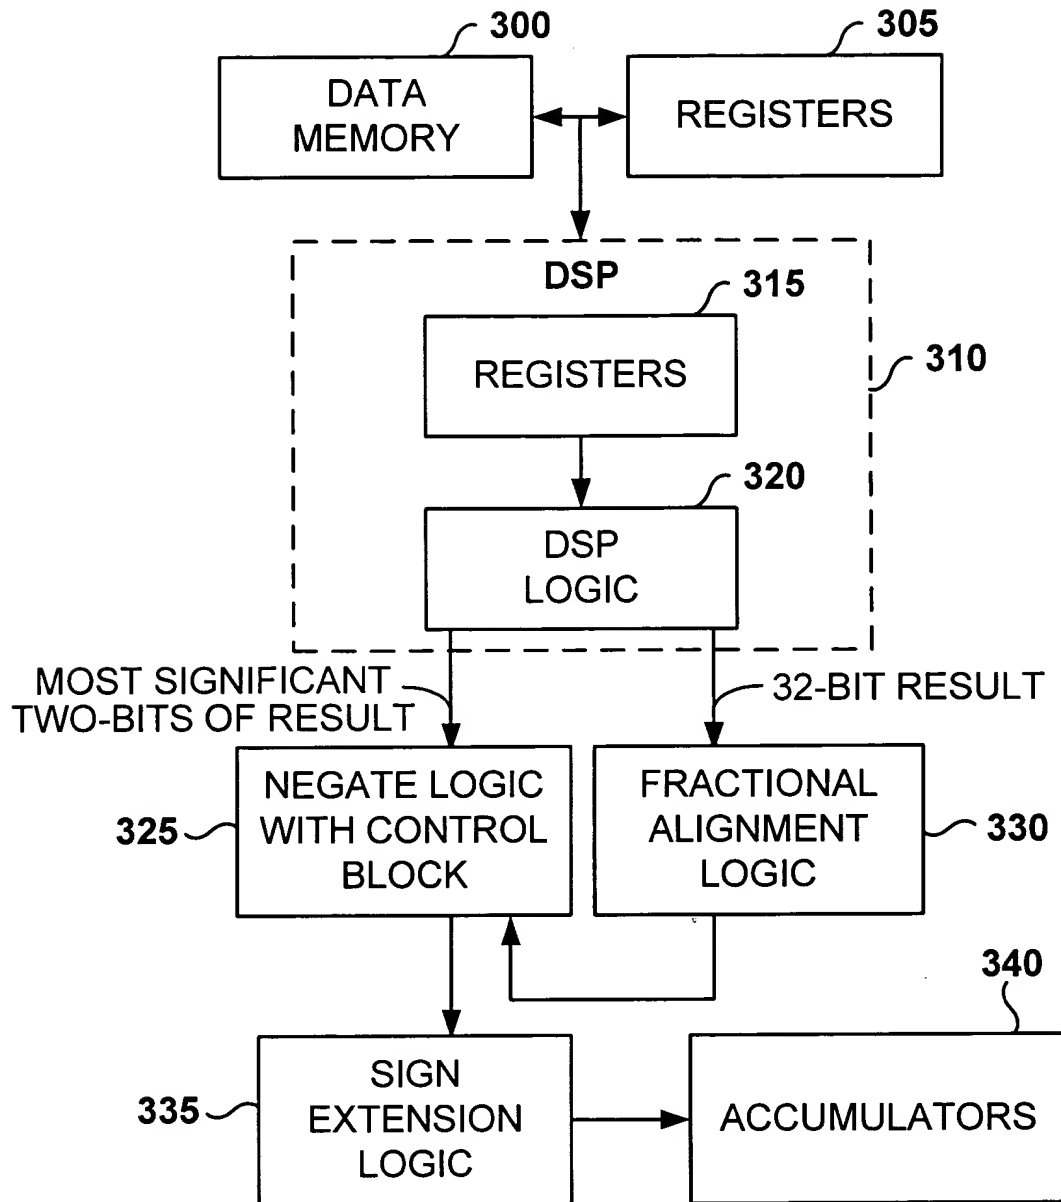 300
305
DATA
MEMORY
REGISTERS
DSP
315
REGISTERS
310
320
DSP
LOGIC
MOST SIGNIFICANT
TWO-BITS OF RESULT
32-BIT RESULT
325
NEGATE LOGIC
WITH CONTROL
BLOCK
FRACTIONAL
ALIGNMENT
LOGIC
330
340
335
SIGN
EXTENSION
LOGIC
ACCUMULATORS